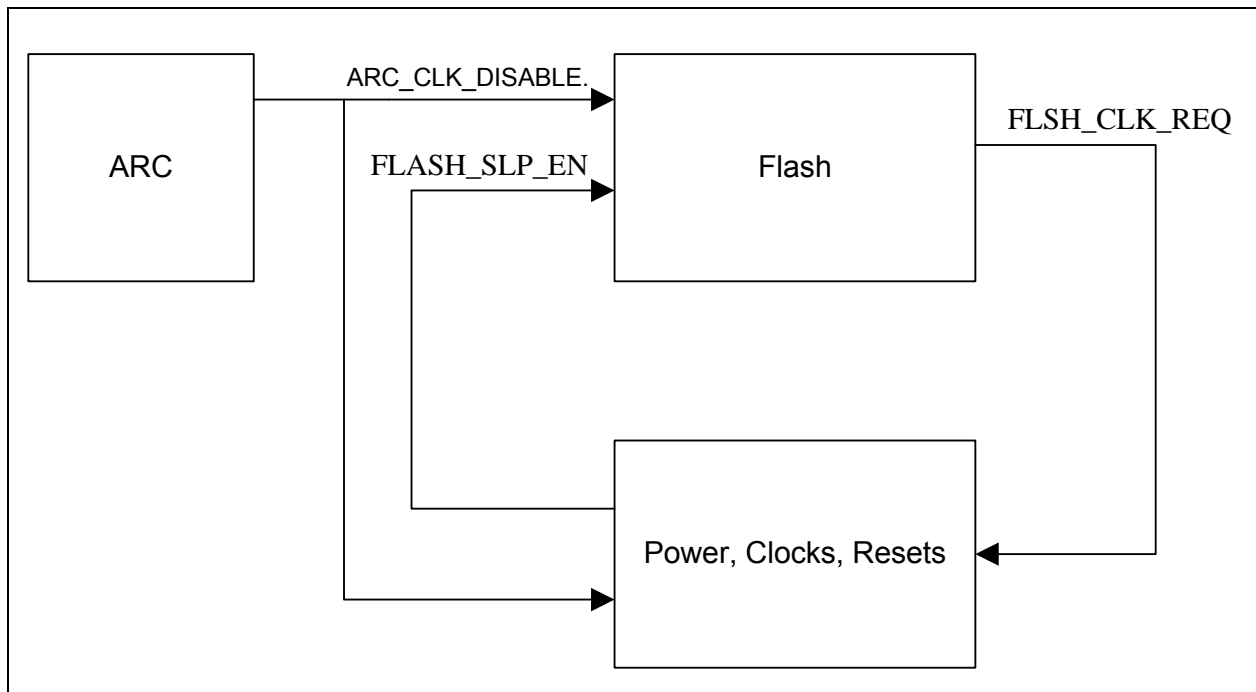 ARC_CLK_DISABLE.
FLSH_CLK_REQ
ARC
FLASH_SLP_EN
Flash
Power, Clocks, Resets